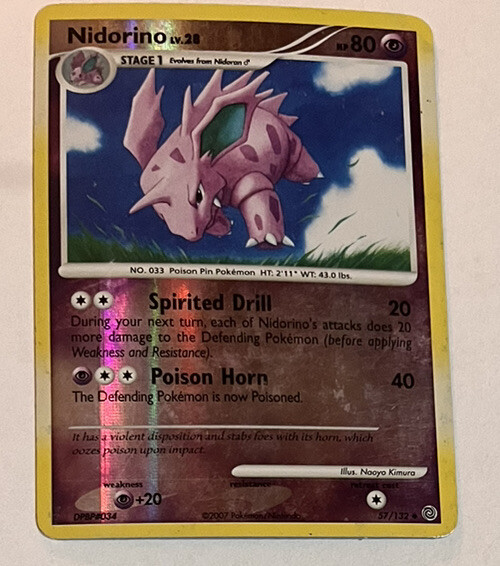 Nidorino LV.28 HP 80
STAGE 1 Evolves from Nidoran ♂
NO. 033 Poison Pin Pokémon HT: 2'11" WT: 43.0 lbs.
Spirited Drill 20
During your next turn, each of Nidorino's attacks does 20
more damage to the Defending Pokémon (before applying
Weakness and Resistance).
Poison Horn 40
The Defending Pokémon is now Poisoned.
It has a violent disposition and stabs foes with its horn, which
oozes poison upon impact.
Illus. Naoyo Kimura
weakness resistance retreat cost
+20
DPBP#034 ©2007 Pokémon/Nintendo 57/132